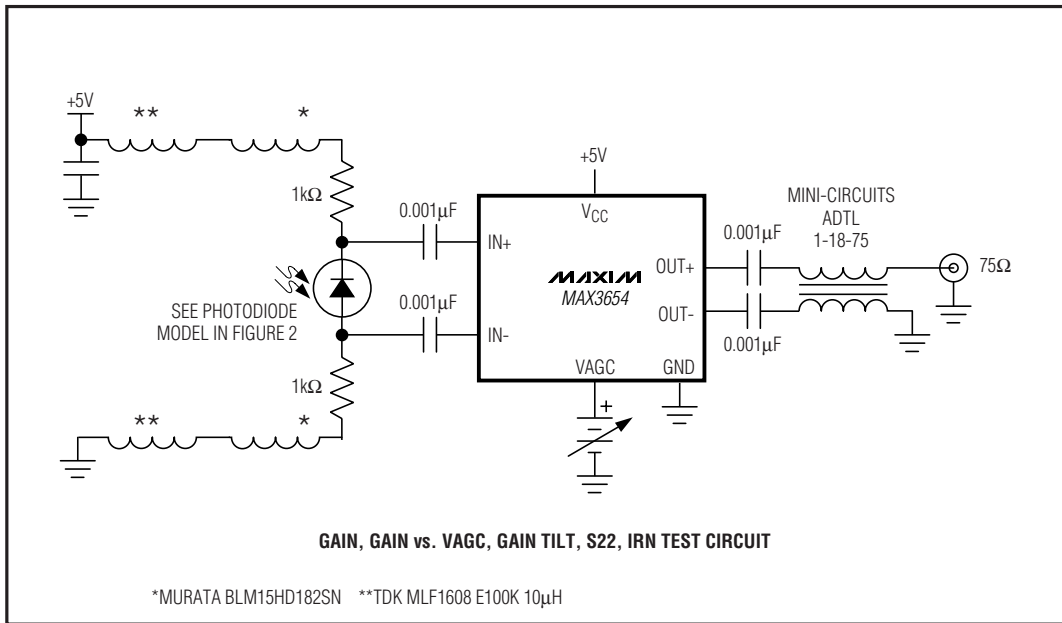 +5V
**
*
1kΩ
0.001µF
+5V
VCC
IN+
MINI-CIRCUITS
ADTL
1-18-75
0.001µF
OUT+
75Ω
MAXIM
MAX3654
SEE PHOTODIODE
MODEL IN FIGURE 2
0.001µF
IN-
OUT-
0.001µF
1kΩ
VAGC
GND
**
*
+
GAIN, GAIN vs. VAGC, GAIN TILT, S22, IRN TEST CIRCUIT
*MURATA BLM15HD182SN **TDK MLF1608 E100K 10µH